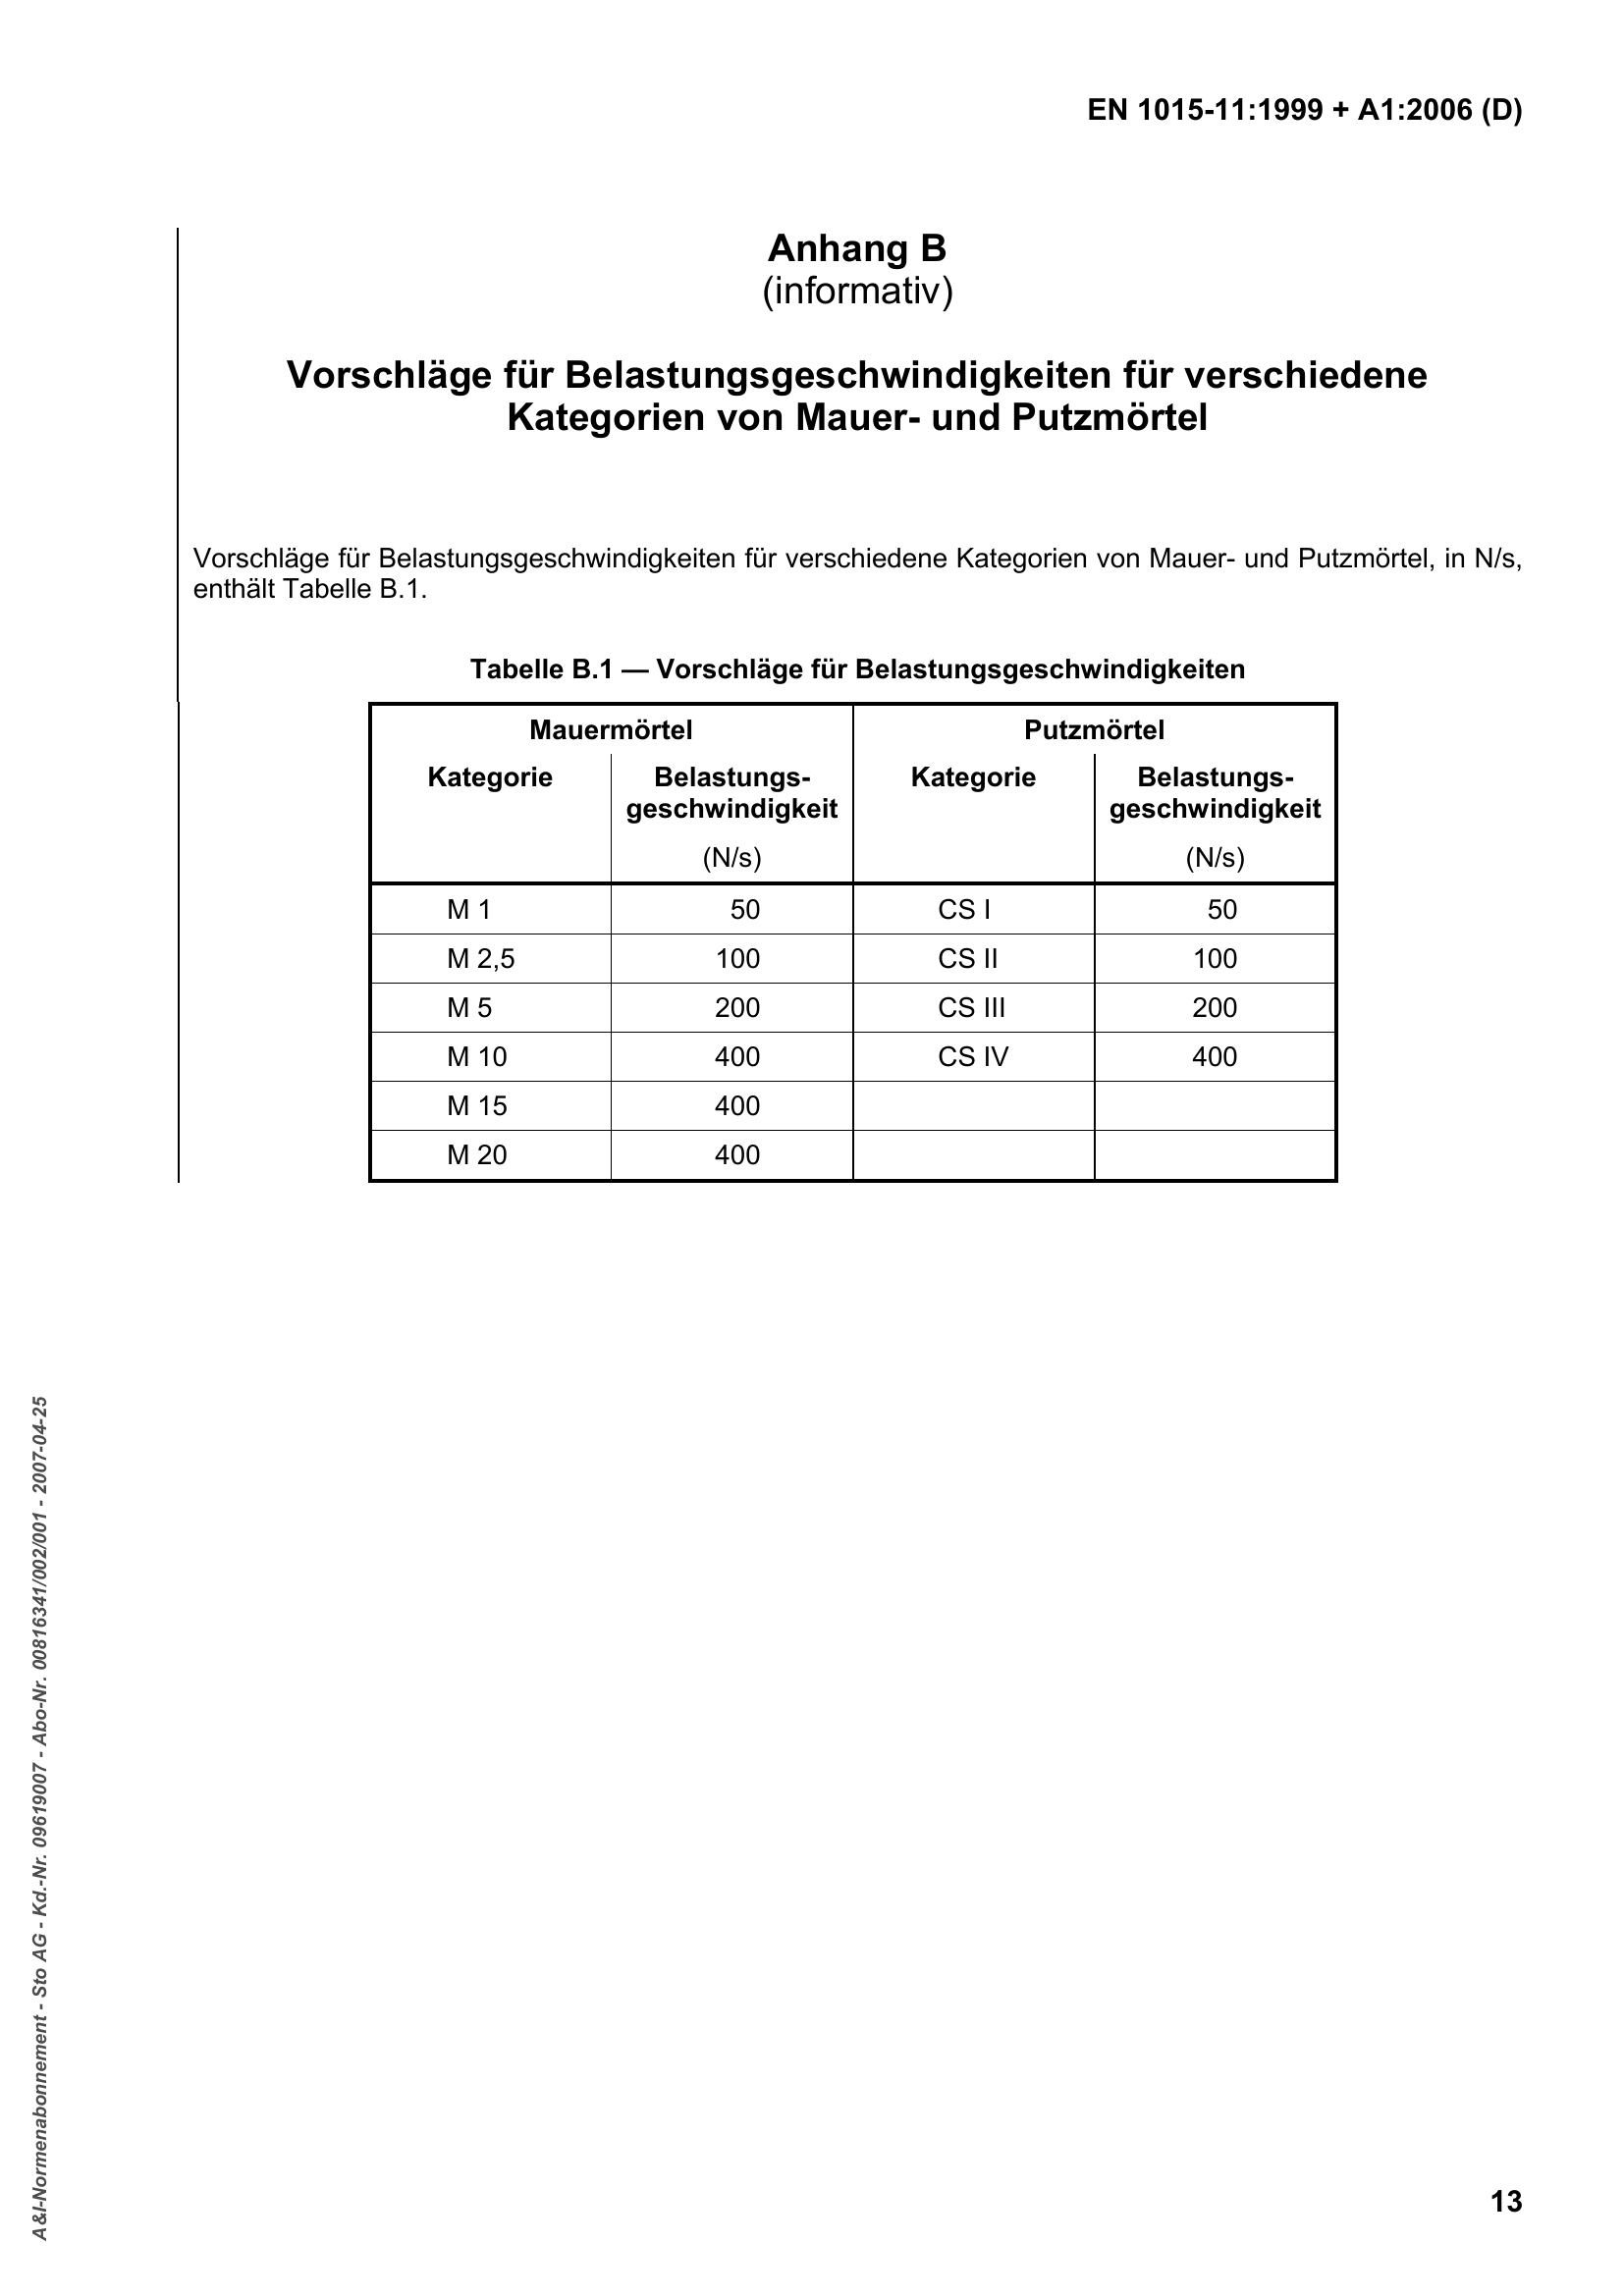 EN 1015-11:1999 + A1:2006 (D)
Anhang B
(informativ)
Vorschläge für Belastungsgeschwindigkeiten für verschiedene
Kategorien von Mauer- und Putzmörtel
Vorschläge für Belastungsgeschwindigkeiten für verschiedene Kategorien von Mauer- und Putzmörtel, in N/s,
enthält Tabelle B.1.
Tabelle B.1 — Vorschläge für Belastungsgeschwindigkeiten
Mauermörtel Putzmörtel
Kategorie Belastungs- Kategorie Belastungs-
geschwindigkeit geschwindigkeit
(N/s) (N/s)
M 1 50 CS I 50
M 2,5 100 CS II 100
M 5 200 CS III 200
M 10 400 CS IV 400
M 15 400
M 20 400
A&I-Normenabonnement - Sto AG - Kd.-Nr. 09619007 - Abo-Nr. 00816341/002/001 - 2007-04-25
13